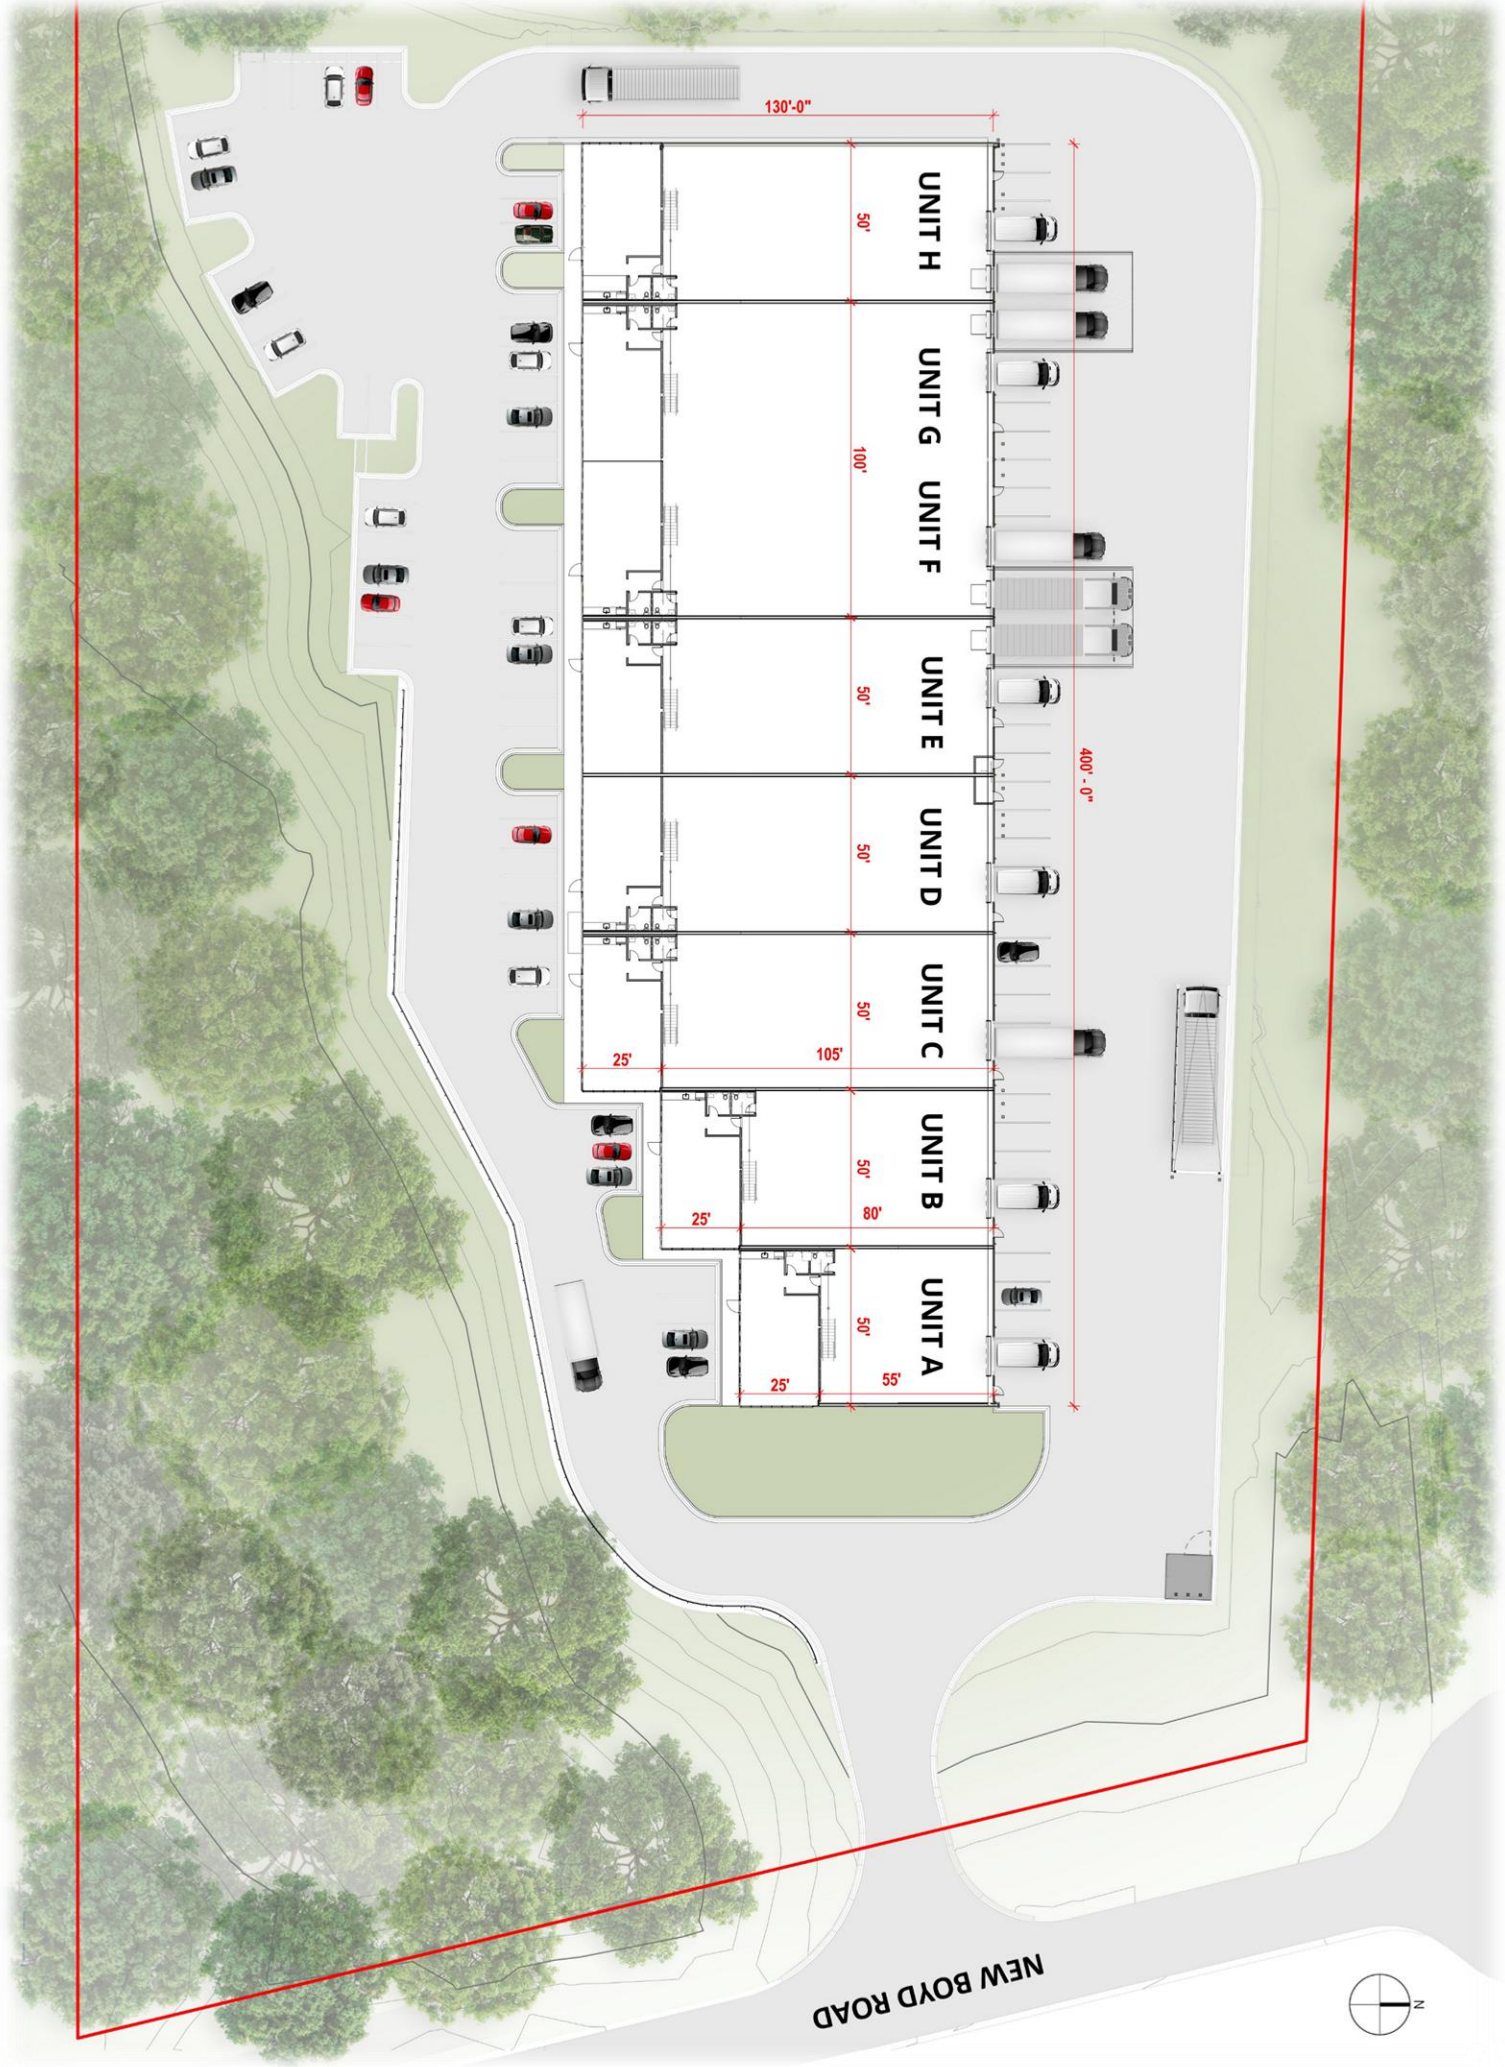 130'-0"
UNIT H
50'
UNIT G
100'
UNIT F
UNIT E
50'
400' - 0"
UNIT D
50'
UNIT C
50'
25'
105'
UNIT B
50'
25'
80'
UNIT A
50'
25'
55'
NEW BOYD ROAD
N